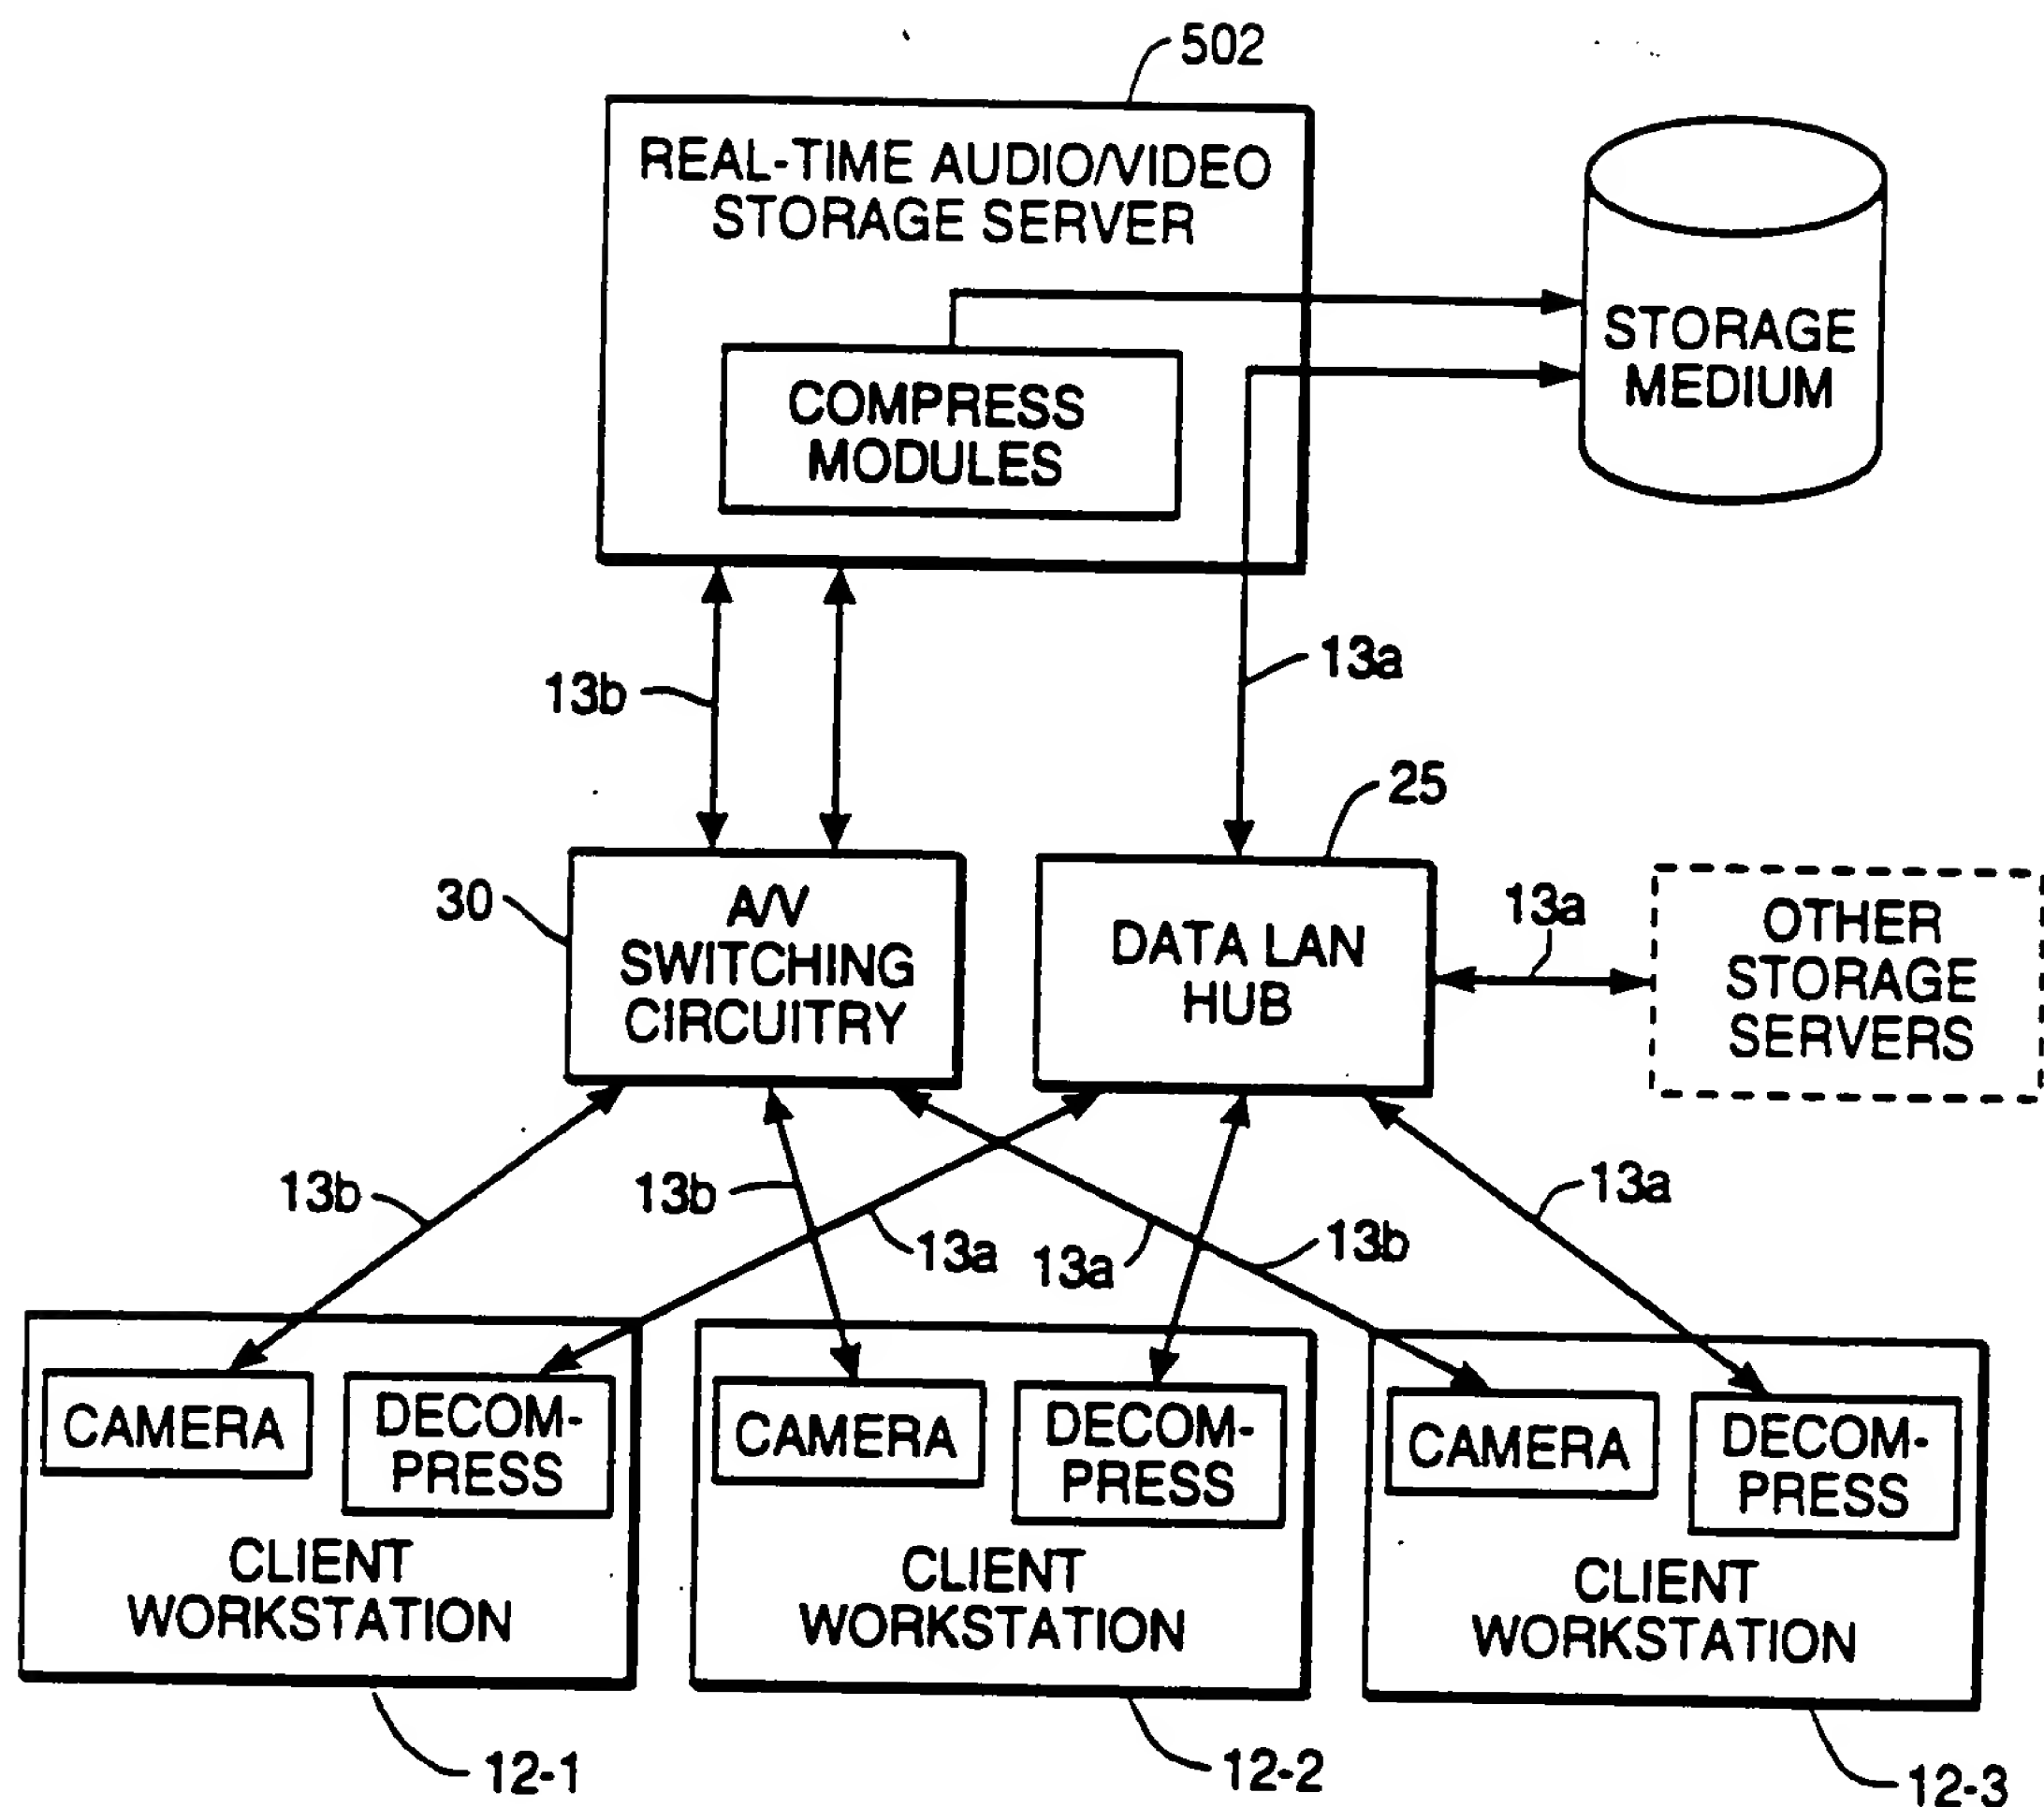 502
REAL-TIME AUDIO/VIDEO
STORAGE SERVER
COMPRESS
MODULES
STORAGE
MEDIUM
13b
13a
25
30
A/V
SWITCHING
CIRCUITRY
DATA LAN
HUB
13a
OTHER
STORAGE
SERVERS
13b
13b
13a
13a
13b
13a
CAMERA
DECOM-
PRESS
CLIENT
WORKSTATION
CAMERA
DECOM-
PRESS
CLIENT
WORKSTATION
CAMERA
DECOM-
PRESS
CLIENT
WORKSTATION
12-1
12-2
12-3